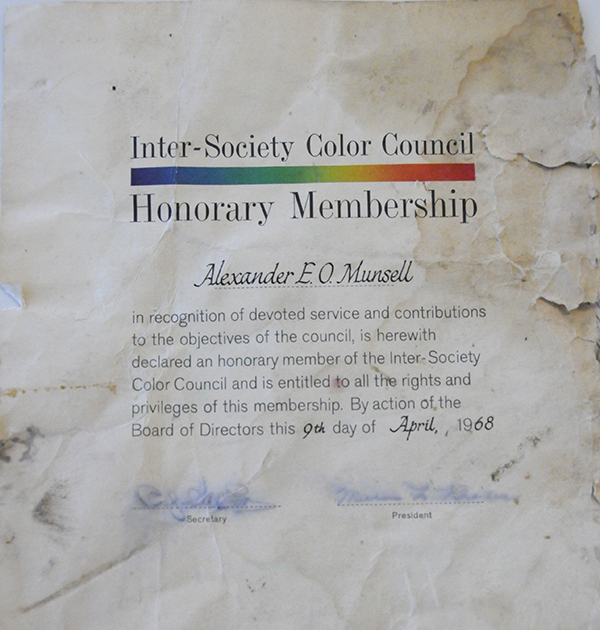 Inter-Society Color Council
Honorary Membership
Alexander E. O. Munsell
in recognition of devoted service and contributions
to the objectives of the council, is herewith
declared an honorary member of the Inter-Society
Color Council and is entitled to all the rights and
privileges of this membership. By action of the
Board of Directors this 9th day of April, , 1968
Secretary
President